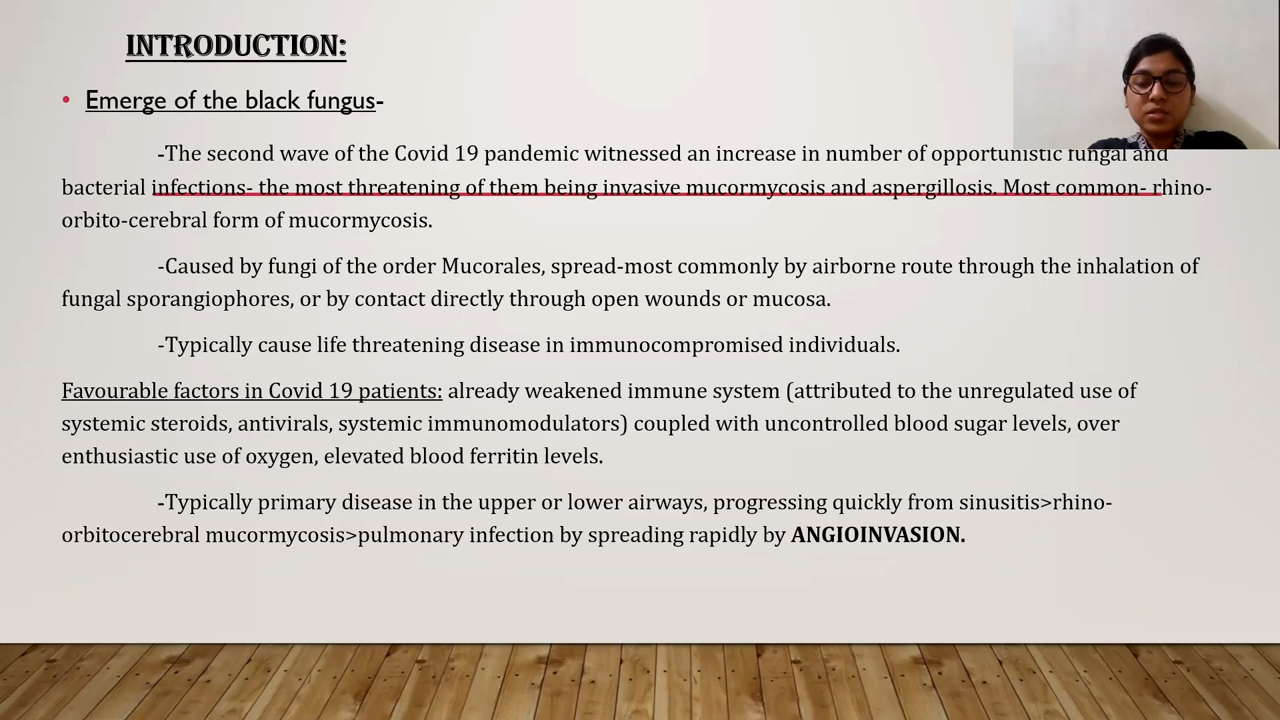 INTRODUCTION:
• Emerge of the black fungus-
-The second wave of the Covid 19 pandemic witnessed an increase in number of opportunistic fungal and
bacterial infections- the most threatening of them being invasive mucormycosis and aspergillosis. Most common- rhino-
orbito-cerebral form of mucormycosis.
-Caused by fungi of the order Mucorales, spread-most commonly by airborne route through the inhalation of
fungal sporangiophores, or by contact directly through open wounds or mucosa.
-Typically cause life threatening disease in immunocompromised individuals.
Favourable factors in Covid 19 patients: already weakened immune system (attributed to the unregulated use of
systemic steroids, antivirals, systemic immunomodulators) coupled with uncontrolled blood sugar levels, over
enthusiastic use of oxygen, elevated blood ferritin levels.
-Typically primary disease in the upper or lower airways, progressing quickly from sinusitis>rhino-
orbitocerebral mucormycosis>pulmonary infection by spreading rapidly by ANGIOINVASION.